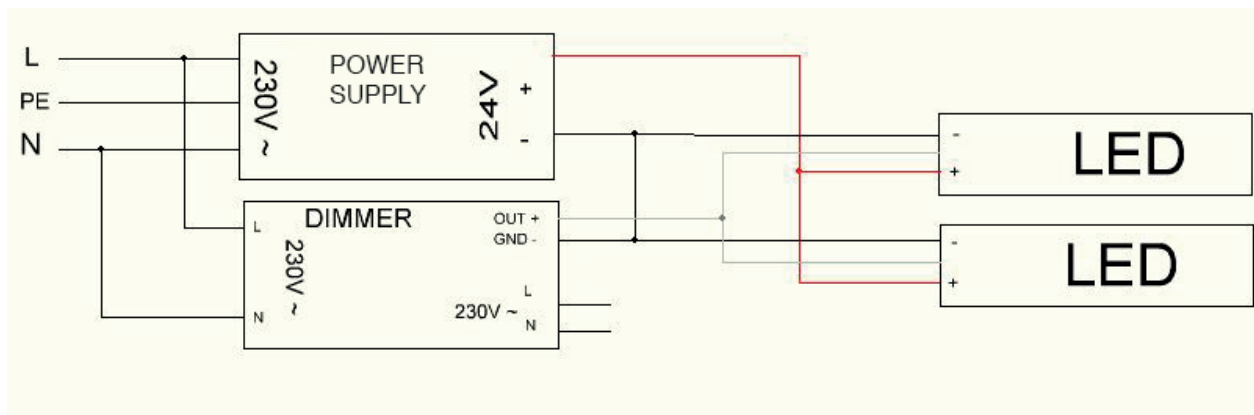 L
PE
N
230V ~
POWER
SUPPLY
24V
+
-
DIMMER
L
N
230V ~
OUT +
GND -
230V ~
L
N
-
+
LED
-
+
LED